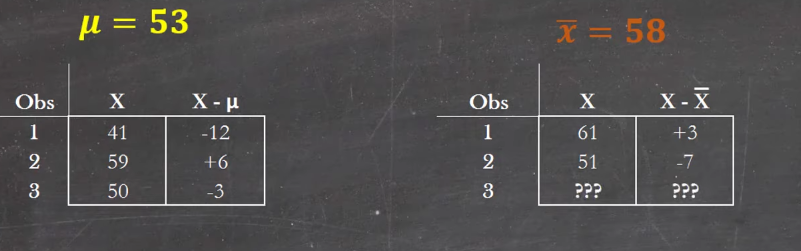 μ = 53
Obs X X - μ
1 41 -12
2 59 +6
3 50 -3
x̅ = 58
Obs X X - X̅
1 61 +3
2 51 -7
3 ??? ???